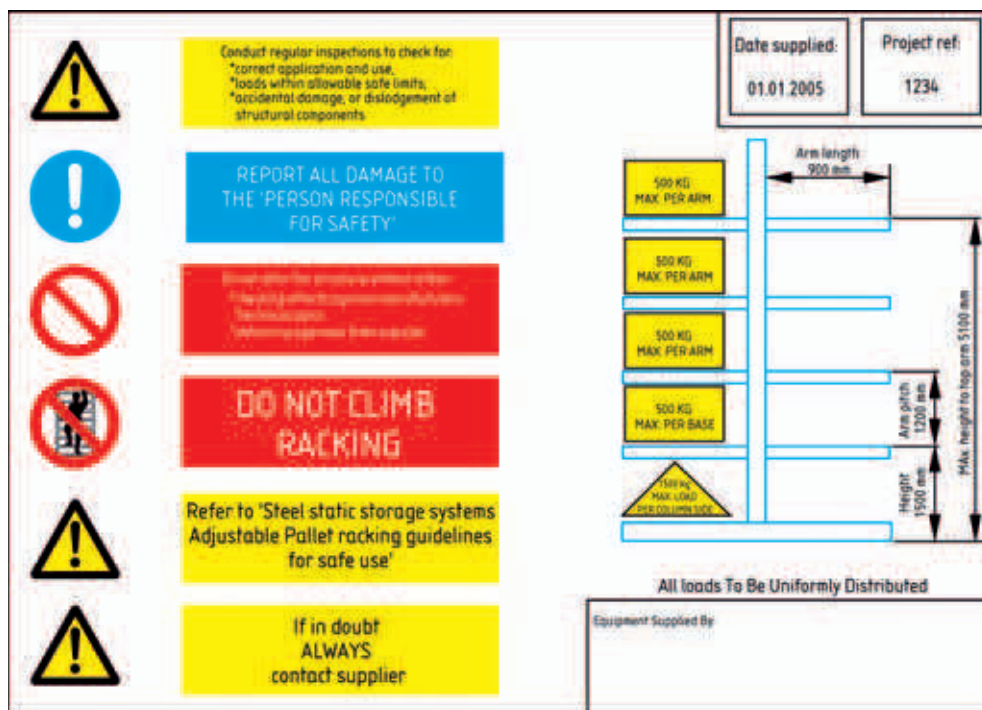 Conduct regular inspections to check for:
*correct application and use,
*loads within allowable safe limits,
*accidental damage, or dislodgement of
structural components
REPORT ALL DAMAGE TO
THE 'PERSON RESPONSIBLE
FOR SAFETY'
DO NOT CLIMB
RACKING
Refer to 'Steel static storage systems
Adjustable Pallet racking guidelines
for safe use'
If in doubt
ALWAYS
contact supplier
Date supplied:
01.01.2005
Project ref:
1234
Arm length
900 mm
500 KG
MAX. PER ARM
500 KG
MAX. PER ARM
500 KG
MAX. PER ARM
500 KG
MAX. PER BASE
1500 kg
MAX. LOAD
PER COLUMN SIDE
Arm pitch
1200 mm
Height
1500 mm
MAx height to top arm 5100 mm
All loads To Be Uniformly Distributed
Equipment Supplied By